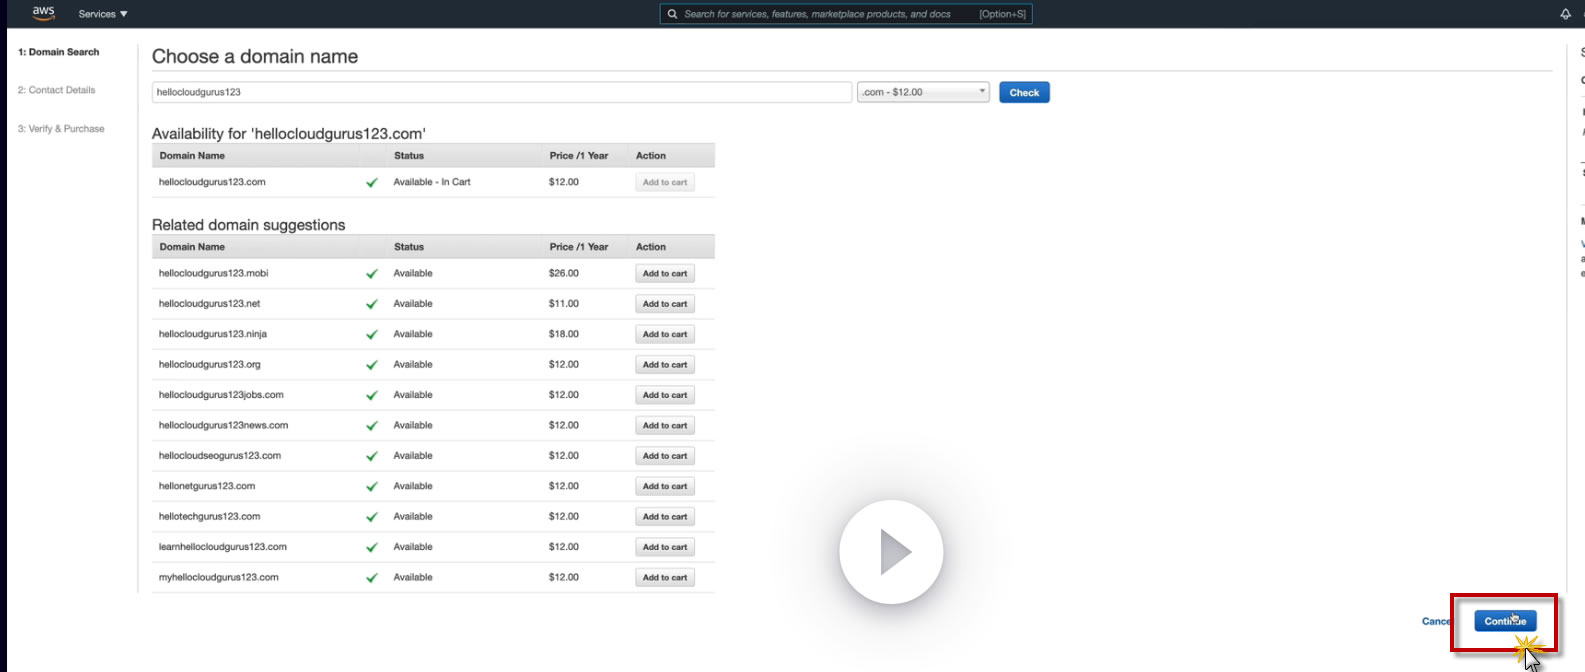 aws Services ▼ Search for services, features, marketplace products, and docs [Option+S]
1: Domain Search
2: Contact Details
3: Verify & Purchase
Choose a domain name
hellocloudgurus123 .com - $12.00 Check
Availability for 'hellocloudgurus123.com'
Domain Name Status Price /1 Year Action
hellocloudgurus123.com Available - In Cart $12.00 Add to cart
Related domain suggestions
Domain Name Status Price /1 Year Action
hellocloudgurus123.mobi Available $26.00 Add to cart
hellocloudgurus123.net Available $11.00 Add to cart
hellocloudgurus123.ninja Available $18.00 Add to cart
hellocloudgurus123.org Available $12.00 Add to cart
hellocloudgurus123jobs.com Available $12.00 Add to cart
hellocloudgurus123news.com Available $12.00 Add to cart
hellocloudseogurus123.com Available $12.00 Add to cart
hellonetgurus123.com Available $12.00 Add to cart
hellotechgurus123.com Available $12.00 Add to cart
learnhellocloudgurus123.com Available $12.00 Add to cart
myhellocloudgurus123.com Available $12.00 Add to cart
Cance Continue